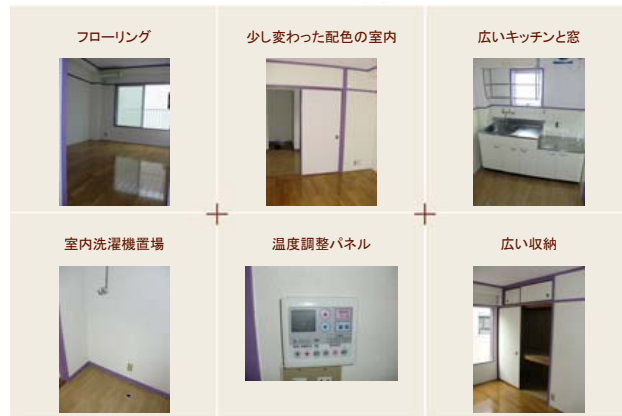 フローリング
少し変わった配色の室内
広いキッチンと窓
室内洗濯機置場
温度調整パネル
広い収納